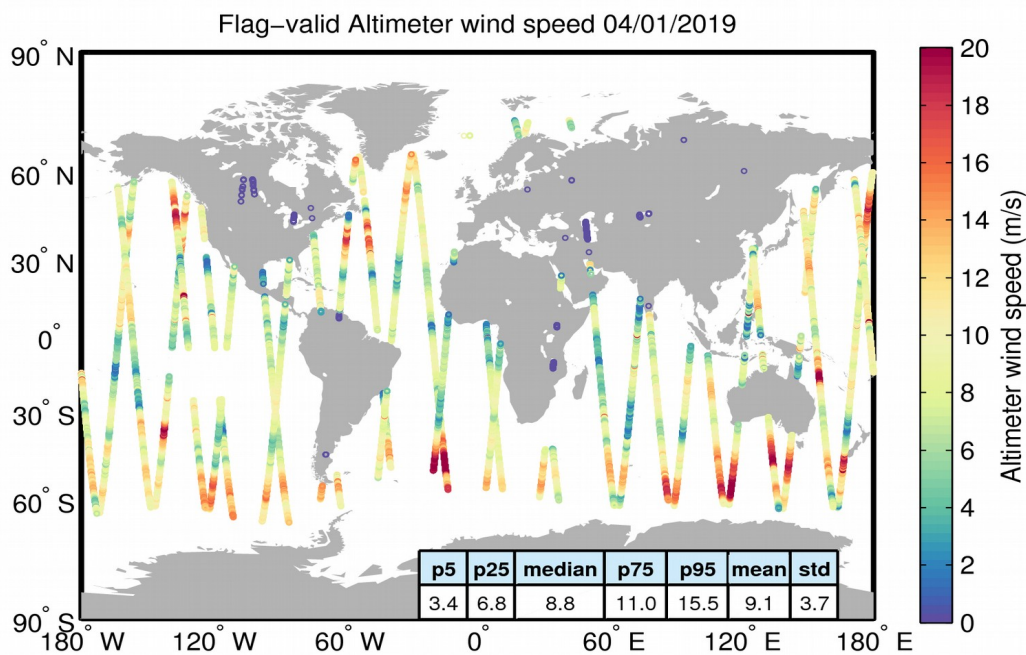 Flag−valid Altimeter wind speed 04/01/2019
90° N
60° N
30° N
0°
30° S
60° S
90° S
180° W
120° W
60° W
0°
60° E
120° E
180° E
20
18
16
14
12
10
8
6
4
2
0
Altimeter wind speed (m/s)
p5 p25 median p75 p95 mean std
3.4 6.8 8.8 11.0 15.5 9.1 3.7